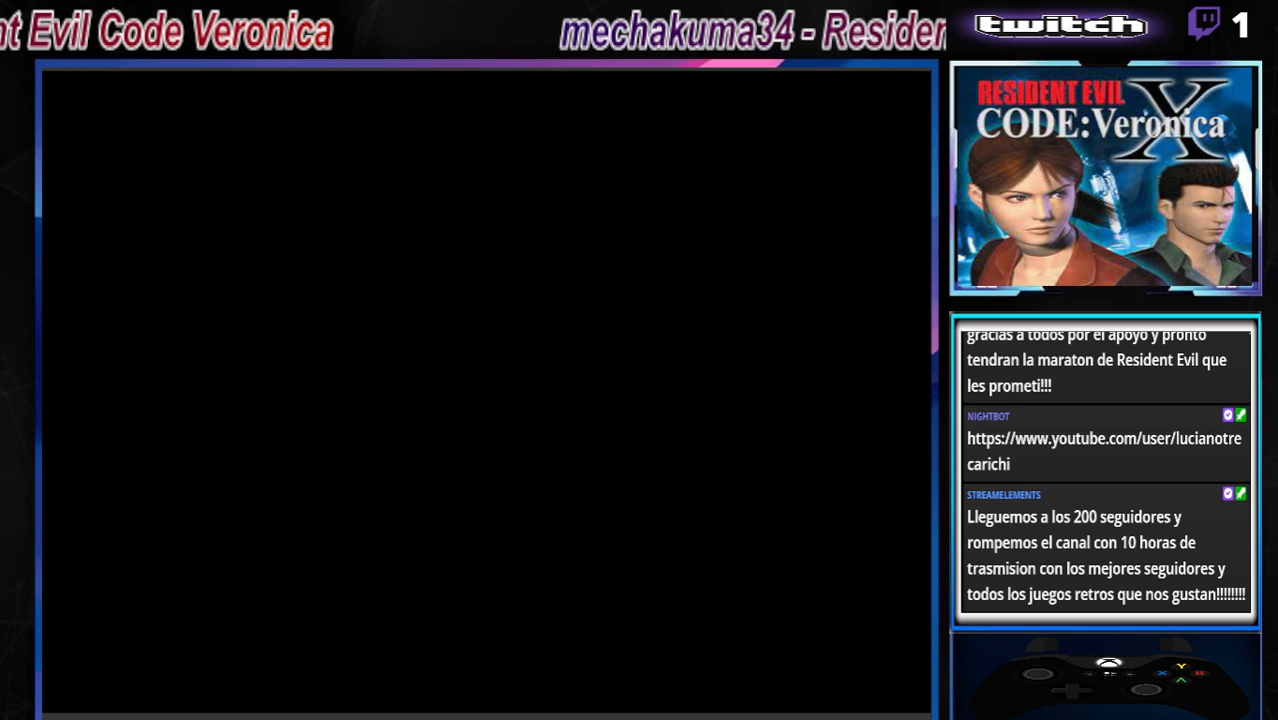 nt Evil Code Veronica
mechakuma34 - Residen
twitch
1
RESIDENT EVIL
CODE:Veronica X
gracias a todos por el apoyo y pronto
tendran la maraton de Resident Evil que
les prometi!!!
NIGHTBOT
https://www.youtube.com/user/lucianotre
carichi
STREAMELEMENTS
Lleguemos a los 200 seguidores y
rompemos el canal con 10 horas de
trasmision con los mejores seguidores y
todos los juegos retros que nos gustan!!!!!!!!
Y
X
B
A